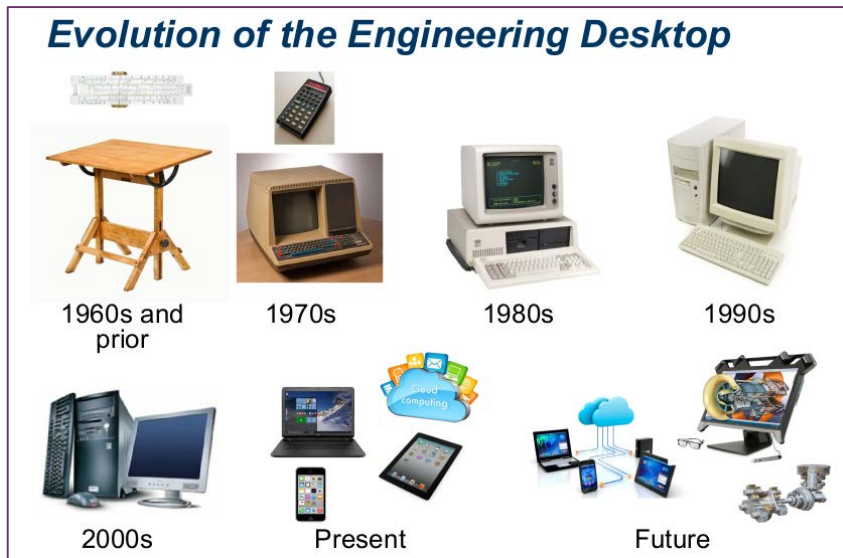 Evolution of the Engineering Desktop
1960s and
prior
1970s
1980s
1990s
Cloud
computing
2000s
Present
Future